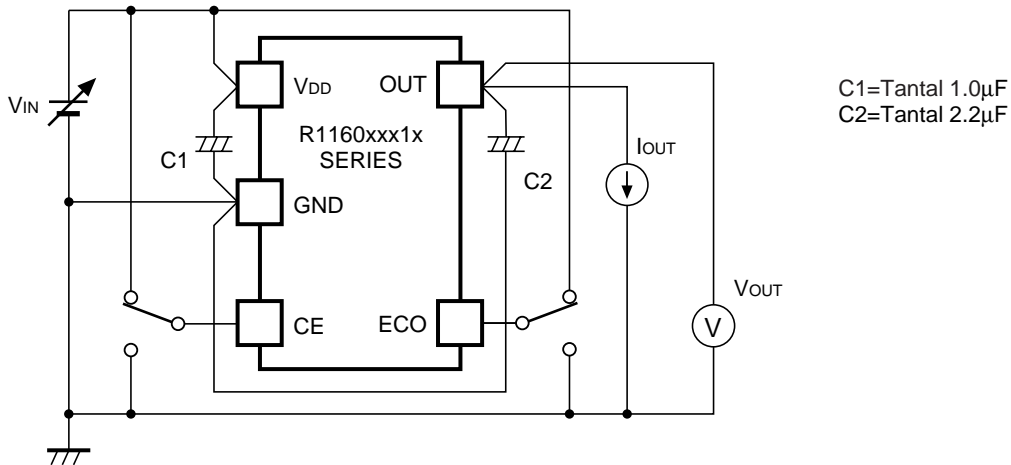 VIN
VDD
OUT
C1=Tantal 1.0μF
C2=Tantal 2.2μF
R1160xxx1x
SERIES
C1
C2
IOUT
GND
VOUT
CE
ECO
V